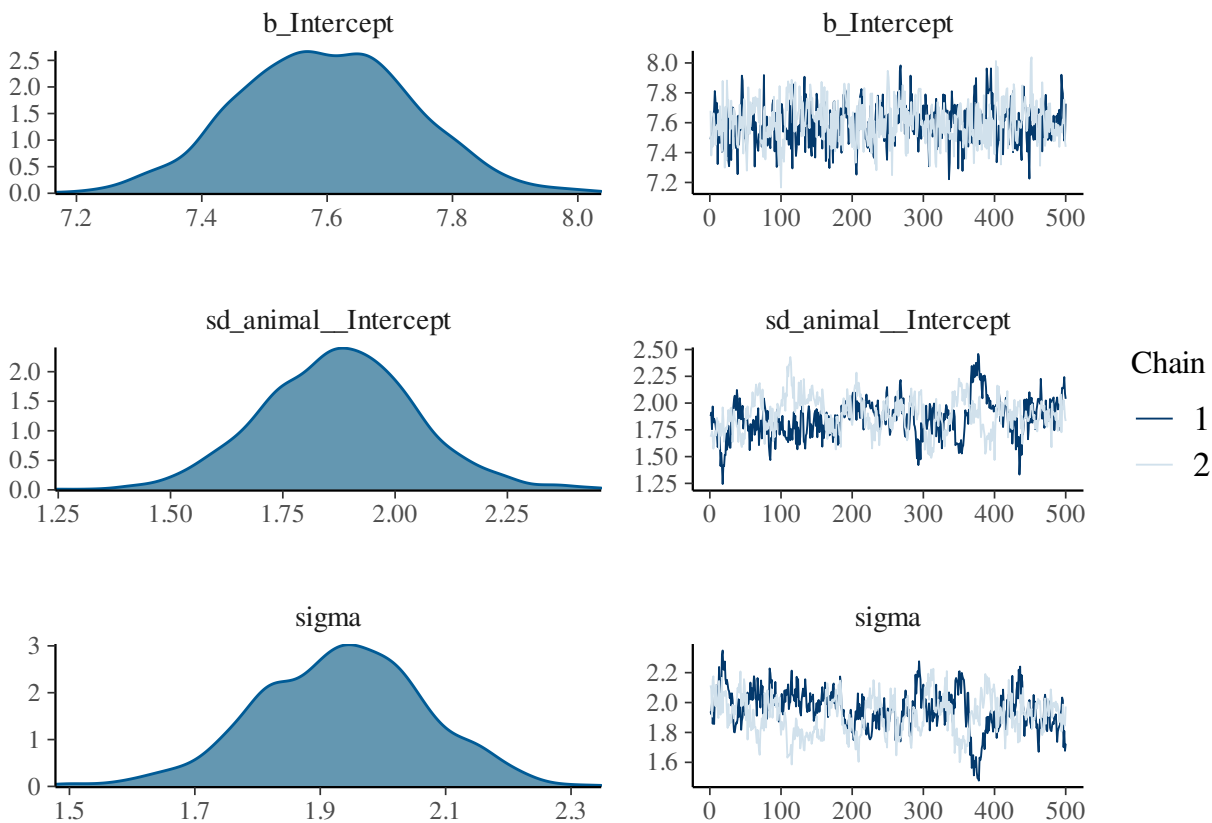 b_Intercept
2.5
2.0
1.5
1.0
0.5
0.0
7.2 7.4 7.6 7.8 8.0
b_Intercept
8.0
7.8
7.6
7.4
7.2
0 100 200 300 400 500
sd_animal__Intercept
2.0
1.5
1.0
0.5
0.0
1.25 1.50 1.75 2.00 2.25
sd_animal__Intercept
2.50
2.25
2.00
1.75
1.50
1.25
0 100 200 300 400 500
Chain
1
2
sigma
3
2
1
0
1.5 1.7 1.9 2.1 2.3
sigma
2.2
2.0
1.8
1.6
0 100 200 300 400 500